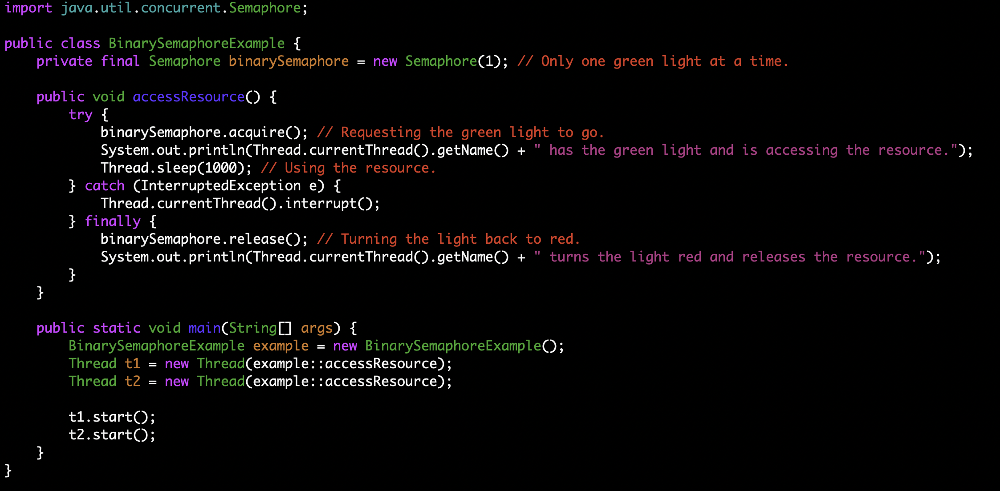 import java.util.concurrent.Semaphore;

public class BinarySemaphoreExample {
    private final Semaphore binarySemaphore = new Semaphore(1); // Only one green light at a time.

    public void accessResource() {
        try {
            binarySemaphore.acquire(); // Requesting the green light to go.
            System.out.println(Thread.currentThread().getName() + " has the green light and is accessing the resource.");
            Thread.sleep(1000); // Using the resource.
        } catch (InterruptedException e) {
            Thread.currentThread().interrupt();
        } finally {
            binarySemaphore.release(); // Turning the light back to red.
            System.out.println(Thread.currentThread().getName() + " turns the light red and releases the resource.");
        }
    }

    public static void main(String[] args) {
        BinarySemaphoreExample example = new BinarySemaphoreExample();
        Thread t1 = new Thread(example::accessResource);
        Thread t2 = new Thread(example::accessResource);

        t1.start();
        t2.start();
    }
}